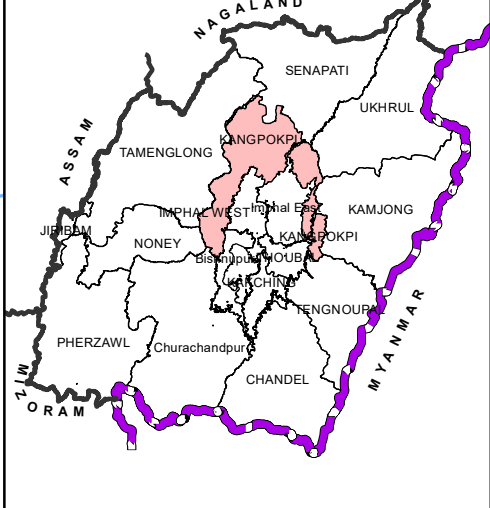 NAGALAND
SENAPATI
UKHRUL
KANGPOKPI
ASSAM
TAMENGLONG
IMPHAL WEST
Imphal East
KAMJONG
JIRIBAM
NONEY
KANGPOKPI
Bishnupur
THOUBAL
KAKCHING
TENGNOUPAL
MYANMAR
PHERZAWL
Churachandpur
CHANDEL
MIZORAM